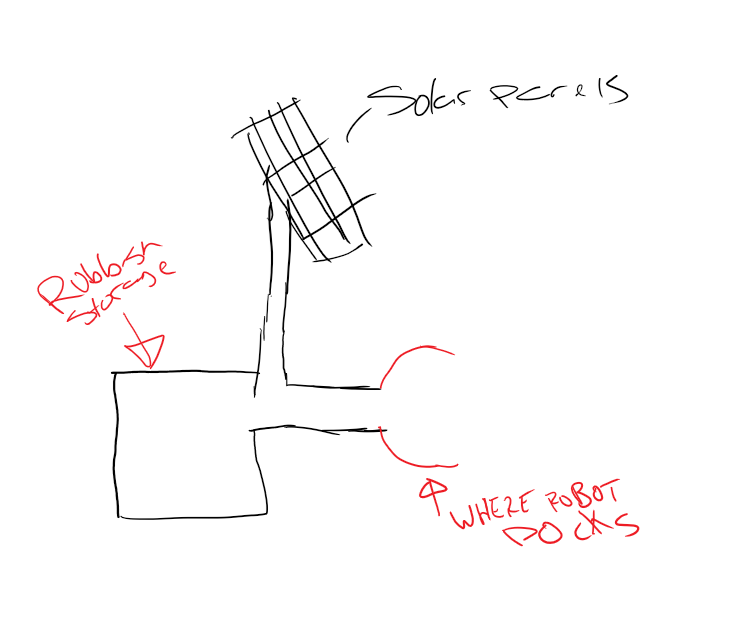 Solar panels
Rubbish
storage
WHERE ROBOT
DOCKS